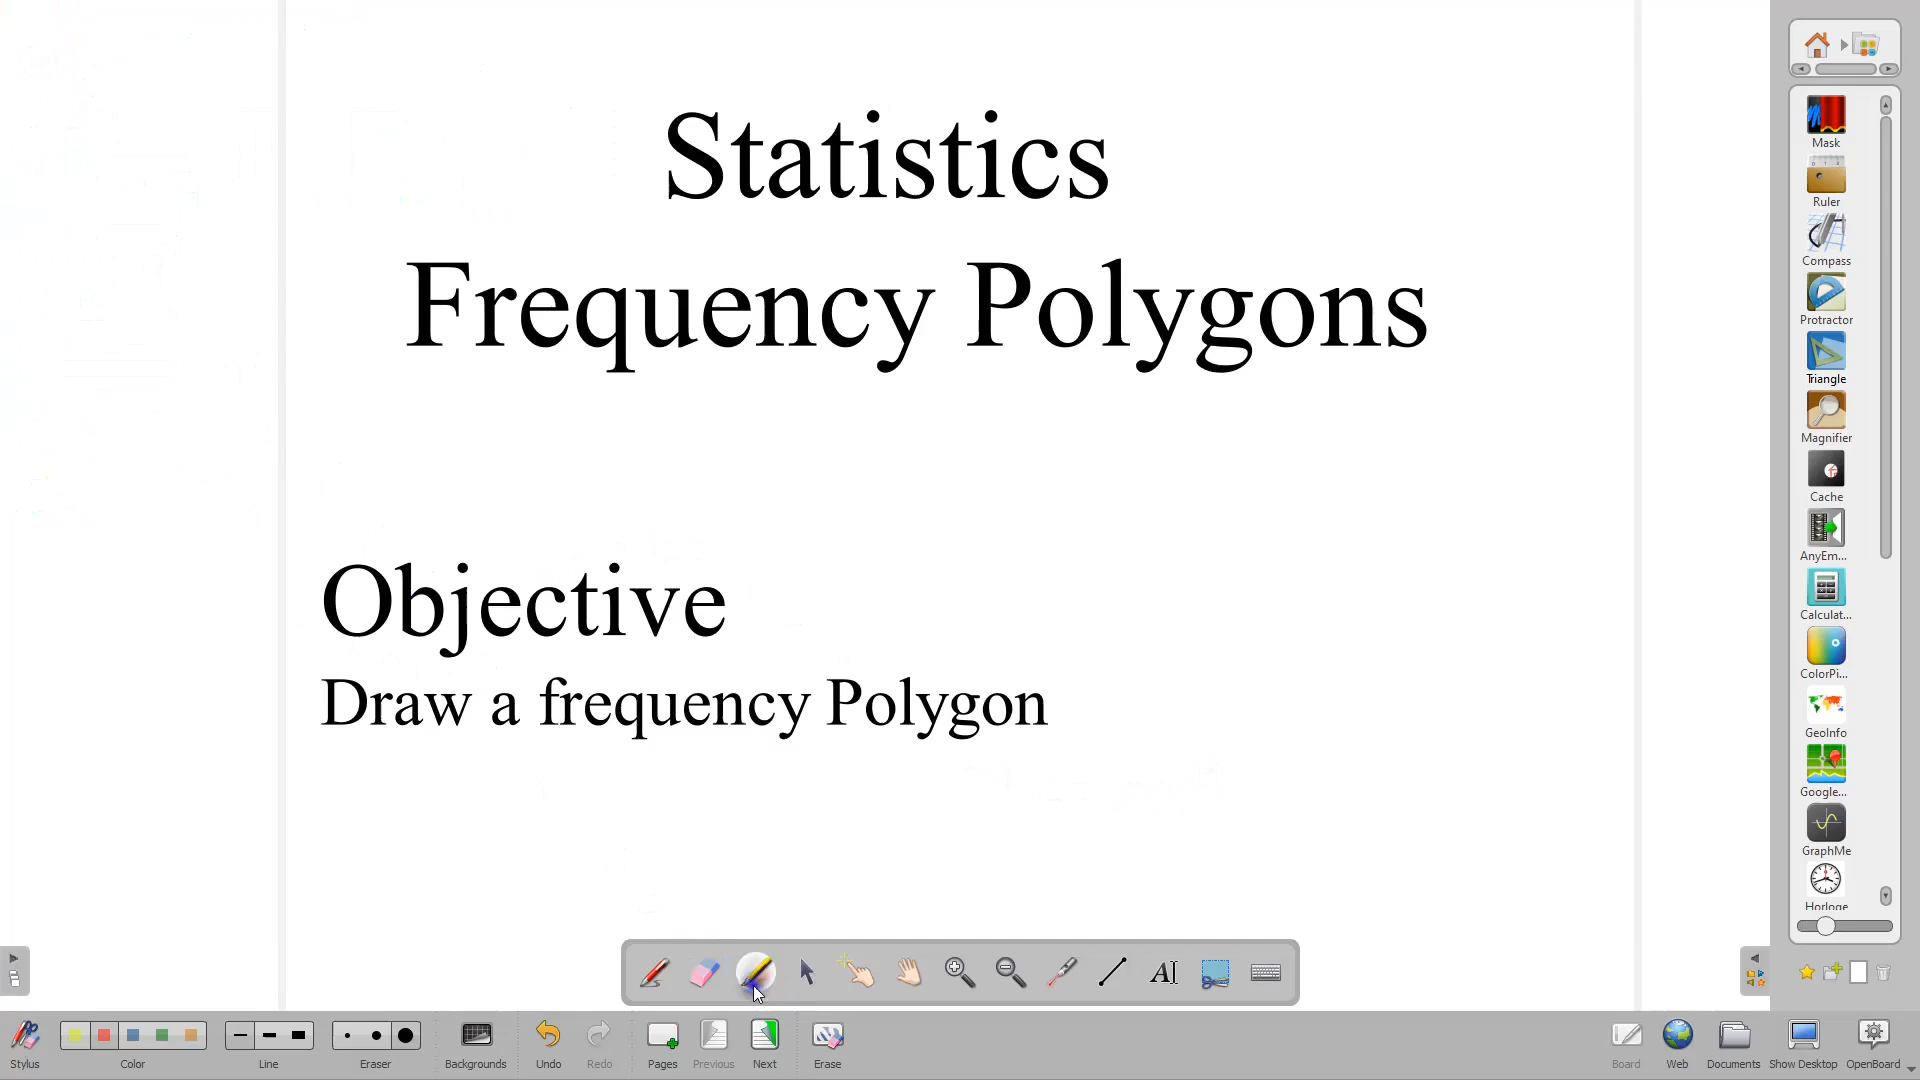 Statistics
Frequency Polygons
Objective
Draw a frequency Polygon
Mask
Ruler
Compass
Protractor
Triangle
Magnifier
Cache
AnyEm...
Calculat...
ColorPi...
GeoInfo
Google...
GraphMe
Horloge
Stylus
Color
Line
Eraser
Backgrounds
Undo
Redo
Pages
Previous
Next
Erase
Board
Web
Documents
Show Desktop
OpenBoard